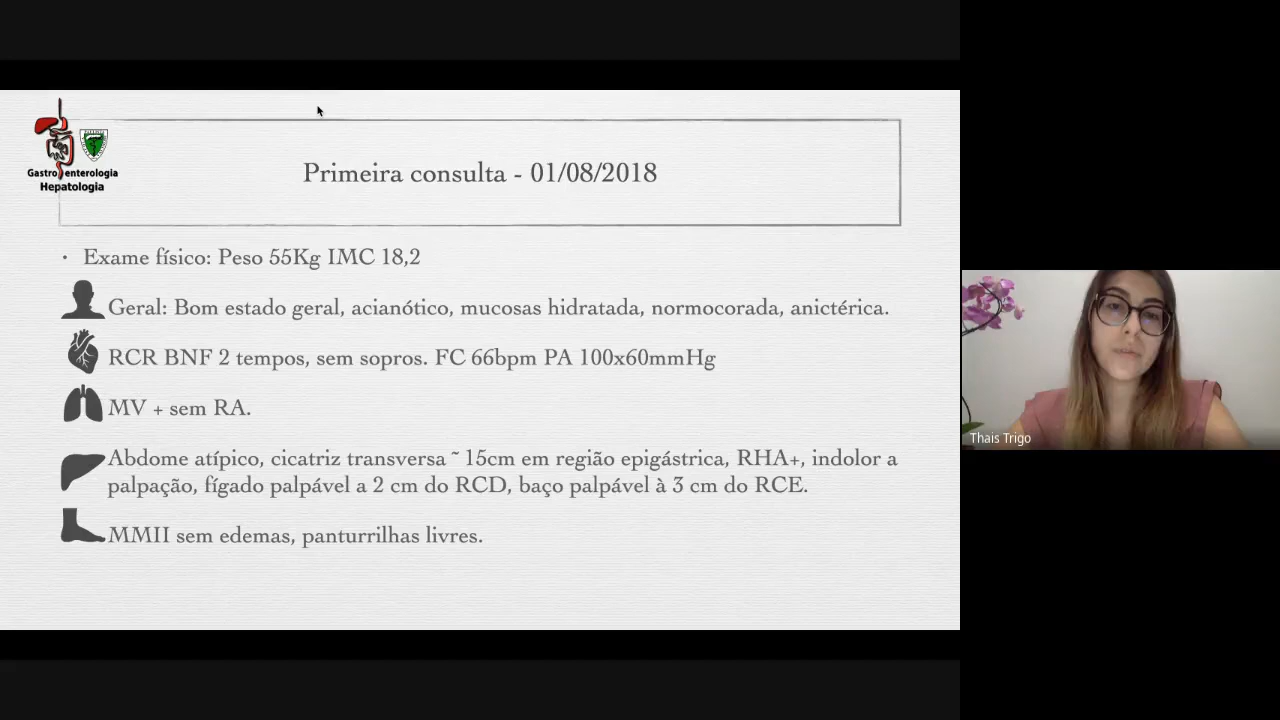 Gastroenterologia
Hepatologia
Primeira consulta - 01/08/2018
• Exame físico: Peso 55Kg IMC 18,2
Geral: Bom estado geral, acianótico, mucosas hidratada, normocorada, anictérica.
RCR BNF 2 tempos, sem sopros. FC 66bpm PA 100x60mmHg
MV + sem RA.
Abdome atípico, cicatriz transversa ~ 15cm em região epigástrica, RHA+, indolor a
palpação, fígado palpável a 2 cm do RCD, baço palpável à 3 cm do RCE.
MMII sem edemas, panturrilhas livres.
Thais Trigo